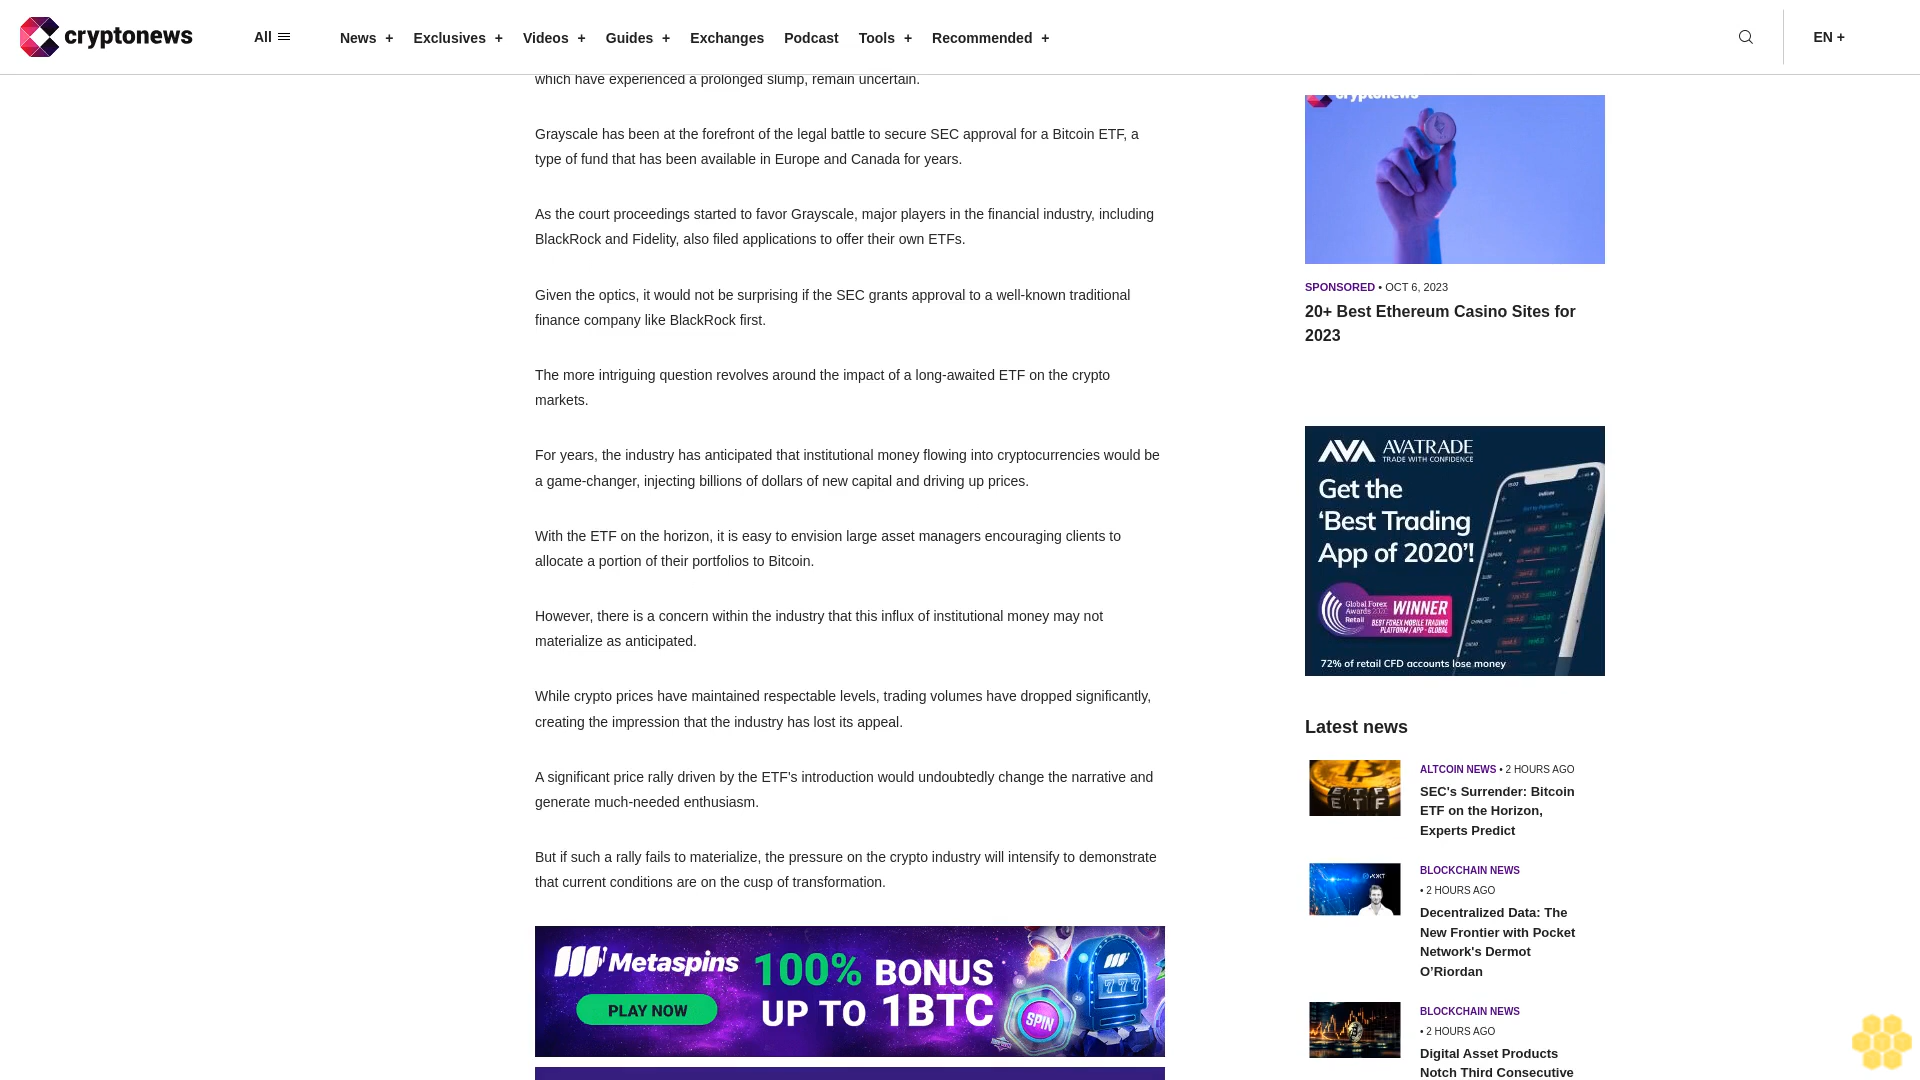 cryptonews
All
News +
Exclusives +
Videos +
Guides +
Exchanges
Podcast
Tools +
Recommended +
EN +
which have experienced a prolonged slump, remain uncertain.
Grayscale has been at the forefront of the legal battle to secure SEC approval for a Bitcoin ETF, a
type of fund that has been available in Europe and Canada for years.
As the court proceedings started to favor Grayscale, major players in the financial industry, including
BlackRock and Fidelity, also filed applications to offer their own ETFs.
Given the optics, it would not be surprising if the SEC grants approval to a well-known traditional
finance company like BlackRock first.
The more intriguing question revolves around the impact of a long-awaited ETF on the crypto
markets.
For years, the industry has anticipated that institutional money flowing into cryptocurrencies would be
a game-changer, injecting billions of dollars of new capital and driving up prices.
With the ETF on the horizon, it is easy to envision large asset managers encouraging clients to
allocate a portion of their portfolios to Bitcoin.
However, there is a concern within the industry that this influx of institutional money may not
materialize as anticipated.
While crypto prices have maintained respectable levels, trading volumes have dropped significantly,
creating the impression that the industry has lost its appeal.
A significant price rally driven by the ETF's introduction would undoubtedly change the narrative and
generate much-needed enthusiasm.
But if such a rally fails to materialize, the pressure on the crypto industry will intensify to demonstrate
that current conditions are on the cusp of transformation.
Metaspins
PLAY NOW
100% BONUS
UP TO 1BTC
777
SPIN
cryptonews
SPONSORED • OCT 6, 2023
20+ Best Ethereum Casino Sites for
2023
AVA AVATRADE
TRADE WITH CONFIDENCE
Get the
‘Best Trading
App of 2020’!
Global Forex
Awards 2020
Retail
WINNER
BEST FOREX MOBILE TRADING
PLATFORM / APP - GLOBAL
72% of retail CFD accounts lose money
Latest news
ETF
ETF
ALTCOIN NEWS • 2 HOURS AGO
SEC's Surrender: Bitcoin
ETF on the Horizon,
Experts Predict
BLOCKCHAIN NEWS
• 2 HOURS AGO
Decentralized Data: The
New Frontier with Pocket
Network's Dermot
O’Riordan
BLOCKCHAIN NEWS
• 2 HOURS AGO
Digital Asset Products
Notch Third Consecutive